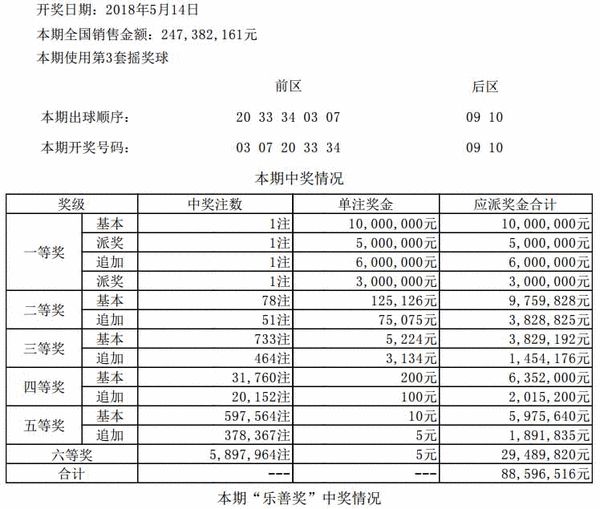 开奖日期：2018年5月14日
本期全国销售金额：247,382,161元
本期使用第3套摇奖球
前区 后区
本期出球顺序： 20 33 34 03 07 09 10
本期开奖号码： 03 07 20 33 34 09 10
本期中奖情况
奖级 中奖注数 单注奖金 应派奖金合计
一等奖 基本 1注 10,000,000元 10,000,000元
派奖 1注 5,000,000元 5,000,000元
追加 1注 6,000,000元 6,000,000元
派奖 1注 3,000,000元 3,000,000元
二等奖 基本 78注 125,126元 9,759,828元
追加 51注 75,075元 3,828,825元
三等奖 基本 733注 5,224元 3,829,192元
追加 464注 3,134元 1,454,176元
四等奖 基本 31,760注 200元 6,352,000元
追加 20,152注 100元 2,015,200元
五等奖 基本 597,564注 10元 5,975,640元
追加 378,367注 5元 1,891,835元
六等奖 5,897,964注 5元 29,489,820元
合计 --- --- 88,596,516元
本期“乐善奖”中奖情况